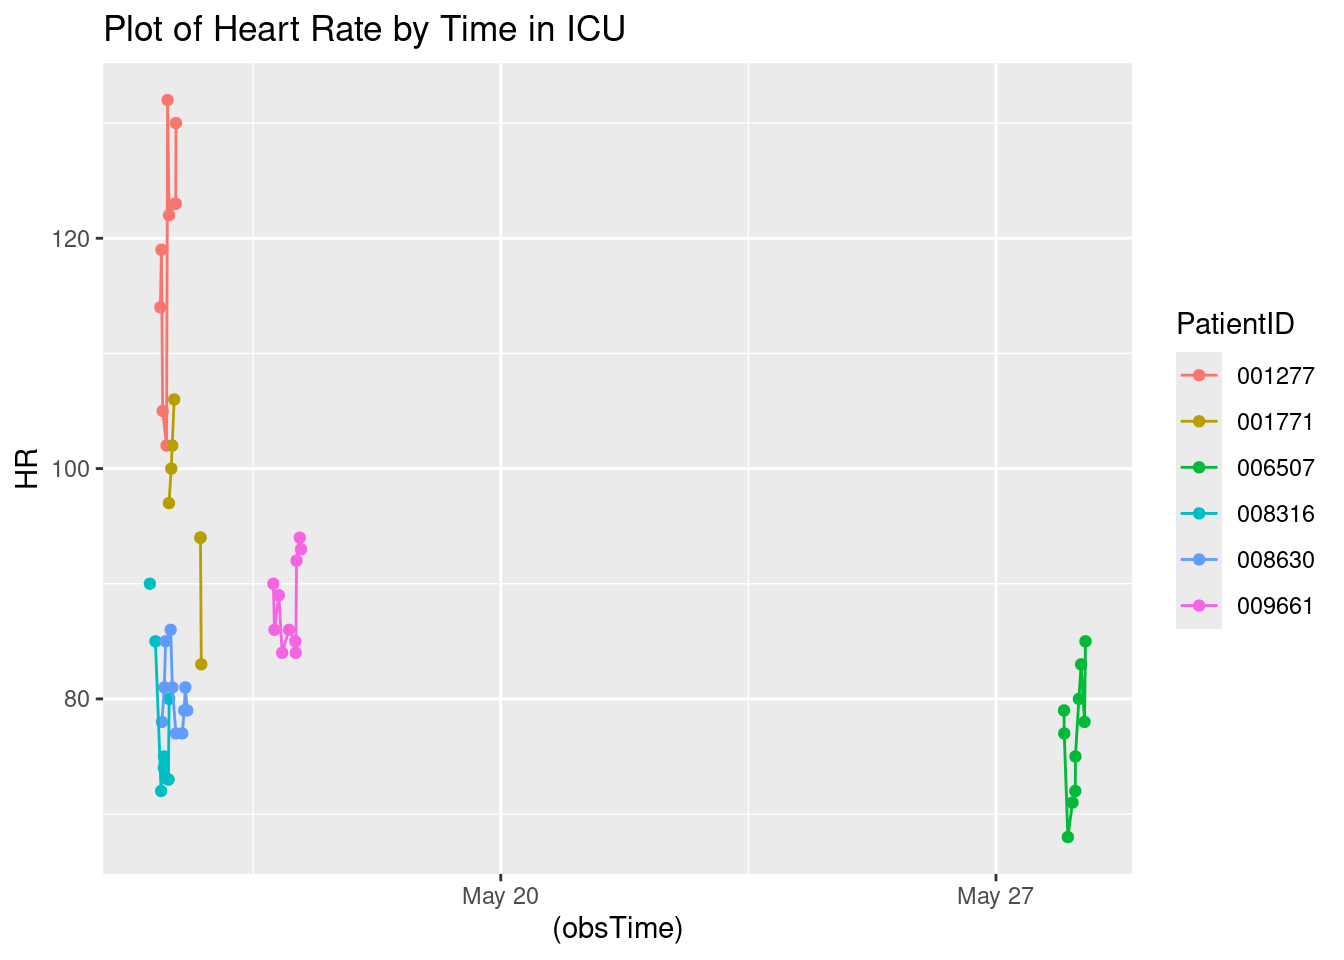 Plot of Heart Rate by Time in ICU
120
100
80
HR
May 20
May 27
(obsTime)
PatientID
001277
001771
006507
008316
008630
009661